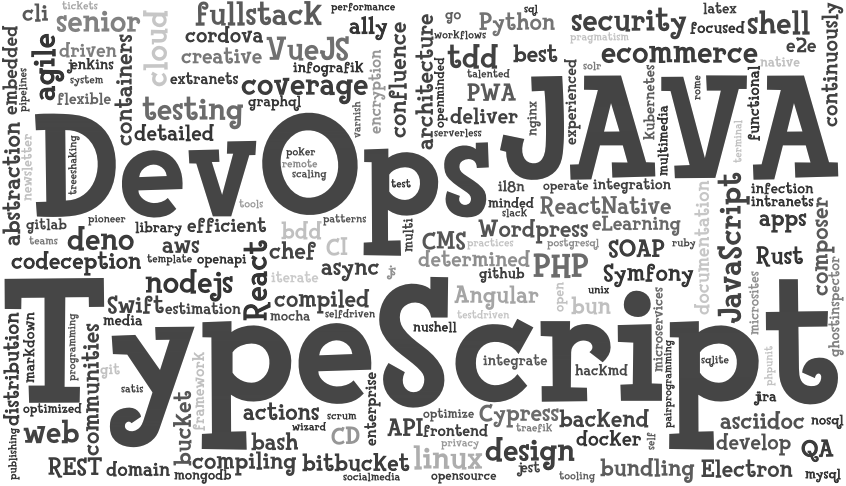 cli
tickets
senior
fullstack
performance
ally
go
sql
Python
security
latex
focused
shell
embedded
agile
driven
jenkins
system
flexible
pipelines
containers
cloud
cordova
creative
VueJS
infografik
extranets
coverage
graphql
testing
detailed
varnish
encryption
confluence
architecture
workflows
tdd
best
talented
openminded
PWA
deliver
serverless
pragmatism
ecommerce
e2e
native
solr
experienced
nginx
Kubernetes
multimedia
rome
functional
terminal
continuously
DevOps
JAVA
abstraction
newsletter
treeshaking
poker
remote
scaling
test
tools
gitlab
teams
pioneer
deno
codeception
library
efficient
aws
template
openapi
nodejs
React
bdd
chef
CI
patterns
iterate
async
js
multi
i18n
operate
integration
minded
slack
ReactNative
Wordpress
eLearning
CMS
practices
postgresql
determined
github
PHP
SOAP
ruby
Symfony
unix
documentation
JavaScript
infection
intranets
apps
composer
Rust
microsites
ghostinspector
TypeScript
Swift
estimation
media
compiled
mocha
selfdriven
Angular
testdriven
open
bun
nushell
microservices
distribution
markdown
programming
communities
git
satis
framework
integrate
hackmd
pairprogramming
sqlite
phpunit
jira
optimized
web
publishing
REST
domain
bucket
mongodb
actions
wizard
scrum
bash
CD
enterprise
compiling
bitbucket
socialmedia
API
optimize
frontend
privacy
linux
opensource
Cypress
traefik
design
jest
backend
docker
self
tooling
bundling
Electron
asciidoc
develop
nosql
QA
mysql